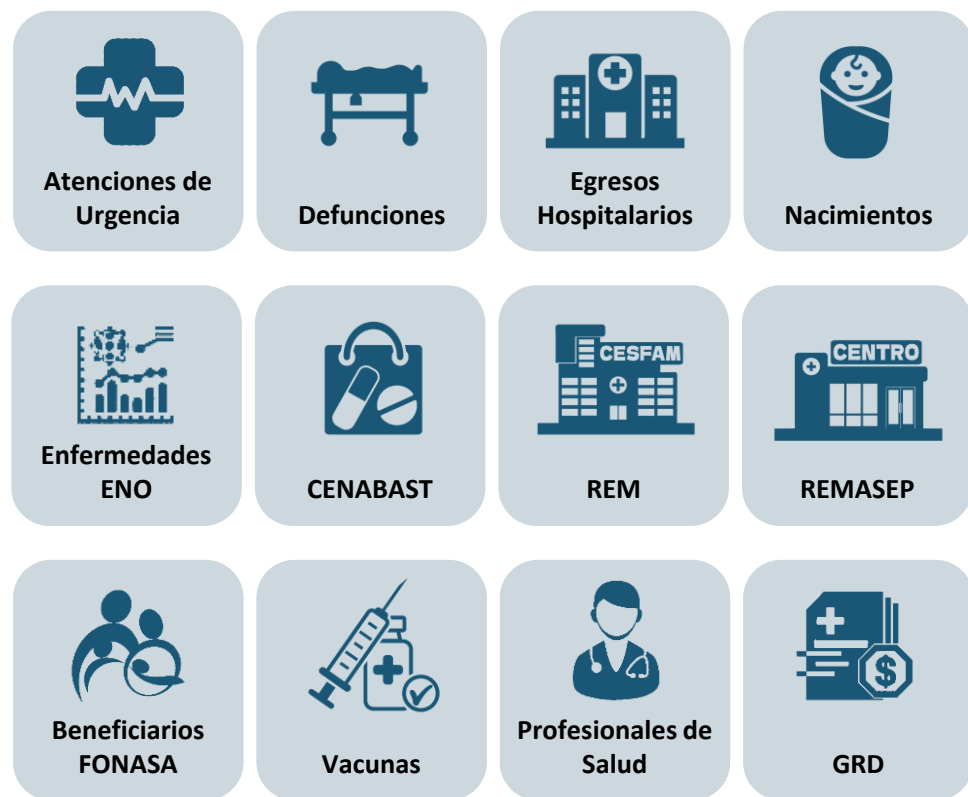 Atenciones de
Urgencia
Defunciones
Egresos
Hospitalarios
Nacimientos
Enfermedades
ENO
CENABAST
CESFAM
REM
CENTRO
REMASEP
Beneficiarios
FONASA
Vacunas
Profesionales de
Salud
$
GRD